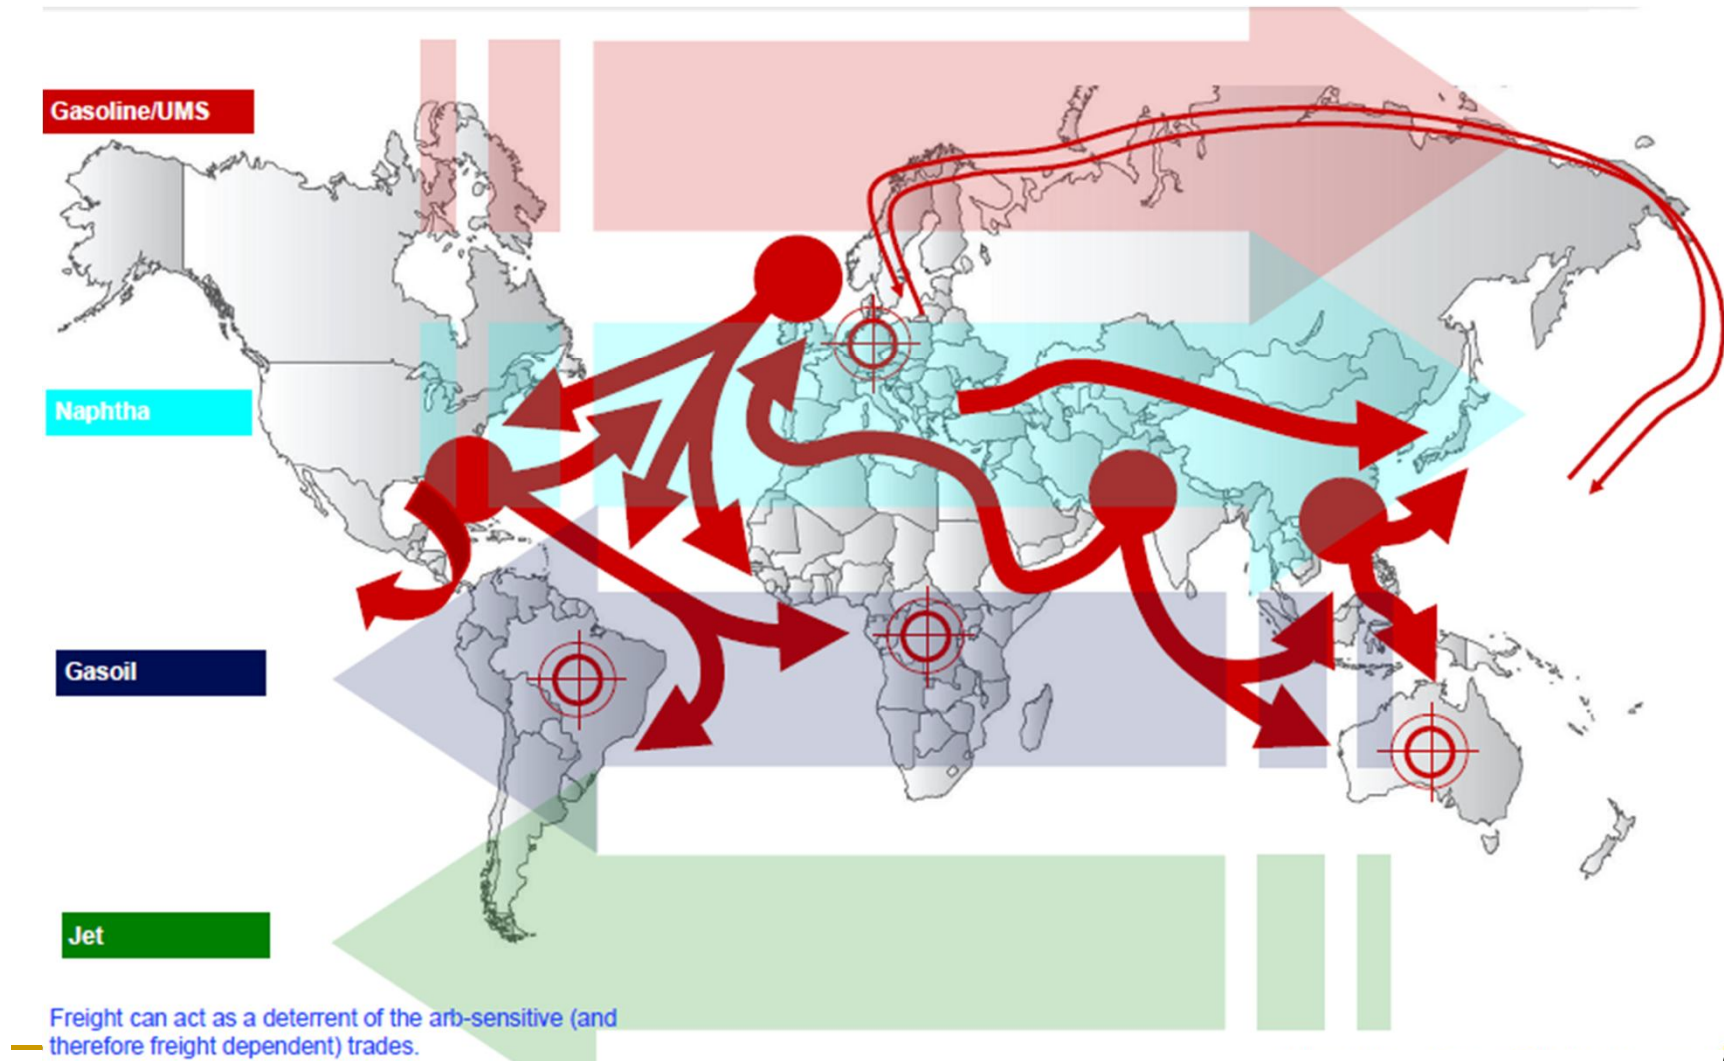 Gasoline/UMS
Naphtha
Gasoil
Jet
Freight can act as a deterrent of the arb-sensitive (and
therefore freight dependent) trades.